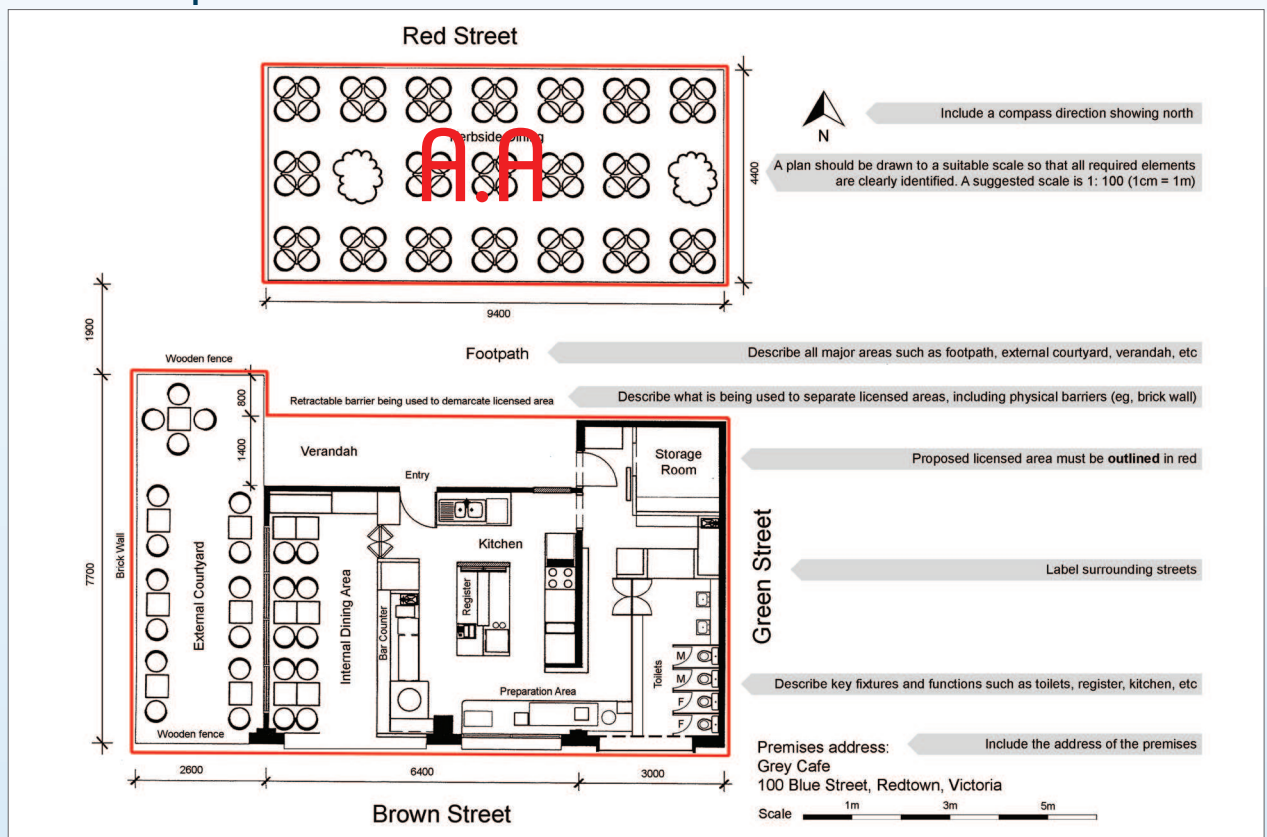 Red Street
Kerbside Dining
A.A
N
Include a compass direction showing north
A plan should be drawn to a suitable scale so that all required elements
are clearly identified. A suggested scale is 1: 100 (1cm = 1m)
4400
9400
1900
Wooden fence
Footpath
Describe all major areas such as footpath, external courtyard, verandah, etc
800
Retractable barrier being used to demarcate licensed area
Describe what is being used to separate licensed areas, including physical barriers (eg, brick wall)
1400
Verandah
Entry
Storage
Room
Proposed licensed area must be outlined in red
Kitchen
Brick Wall
7700
External Courtyard
Internal Dining Area
Bar Counter
Register
Green Street
Label surrounding streets
Toilets
M
M
F
F
Describe key fixtures and functions such as toilets, register, kitchen, etc
Preparation Area
Wooden fence
Premises address:
Include the address of the premises
Grey Cafe
100 Blue Street, Redtown, Victoria
2600
6400
3000
Brown Street
Scale
1m
3m
5m